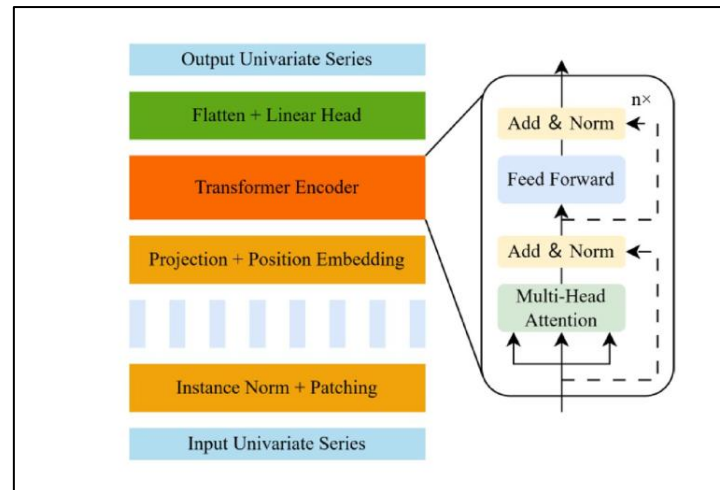 Output Univariate Series
Flatten + Linear Head
Transformer Encoder
Projection + Position Embedding
Instance Norm + Patching
Input Univariate Series
n×
Add & Norm
Feed Forward
Add & Norm
Multi-Head
Attention